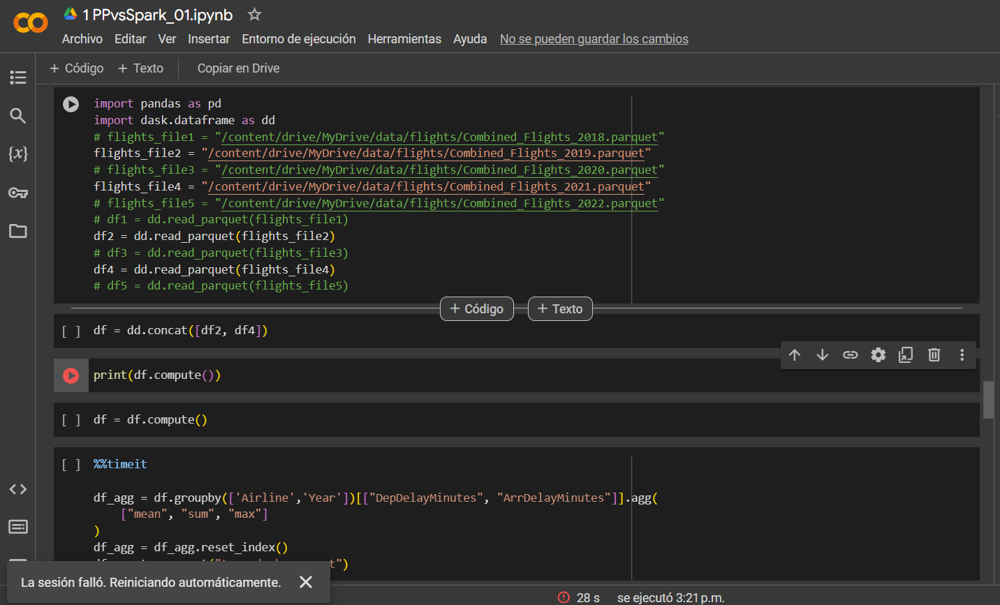 1 PPvsSpark_01.ipynb
Archivo Editar Ver Insertar Entorno de ejecución Herramientas Ayuda No se pueden guardar los cambios
+ Código + Texto Copiar en Drive
import pandas as pd
import dask.dataframe as dd
# flights_file1 = "/content/drive/MyDrive/data/flights/Combined_Flights_2018.parquet"
flights_file2 = "/content/drive/MyDrive/data/flights/Combined_Flights_2019.parquet"
# flights_file3 = "/content/drive/MyDrive/data/flights/Combined_Flights_2020.parquet"
flights_file4 = "/content/drive/MyDrive/data/flights/Combined_Flights_2021.parquet"
# flights_file5 = "/content/drive/MyDrive/data/flights/Combined_Flights_2022.parquet"
# df1 = dd.read_parquet(flights_file1)
df2 = dd.read_parquet(flights_file2)
# df3 = dd.read_parquet(flights_file3)
df4 = dd.read_parquet(flights_file4)
# df5 = dd.read_parquet(flights_file5)
+ Código + Texto
[ ] df = dd.concat([df2, df4])
print(df.compute())
[ ] df = df.compute()
[ ] %%timeit
df_agg = df.groupby(['Airline','Year'])[["DepDelayMinutes", "ArrDelayMinutes"]].agg(
["mean", "sum", "max"]
)
df_agg = df_agg.reset_index()
t")
La sesión falló. Reiniciando automáticamente.
28 s se ejecutó 3:21 p.m.